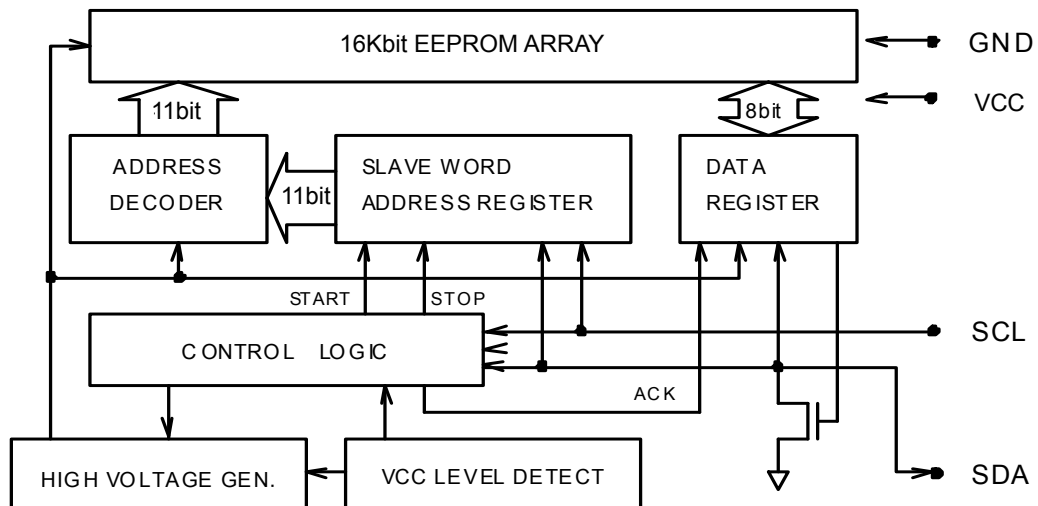 16Kbit EEPROM ARRAY
GND
VCC
11bit
8bit
ADDRESS
DECODER
11bit
SLAVE WORD
ADDRESS REGISTER
DATA
REGISTER
START
STOP
CONTROL LOGIC
SCL
ACK
HIGH VOLTAGE GEN.
VCC LEVEL DETECT
SDA